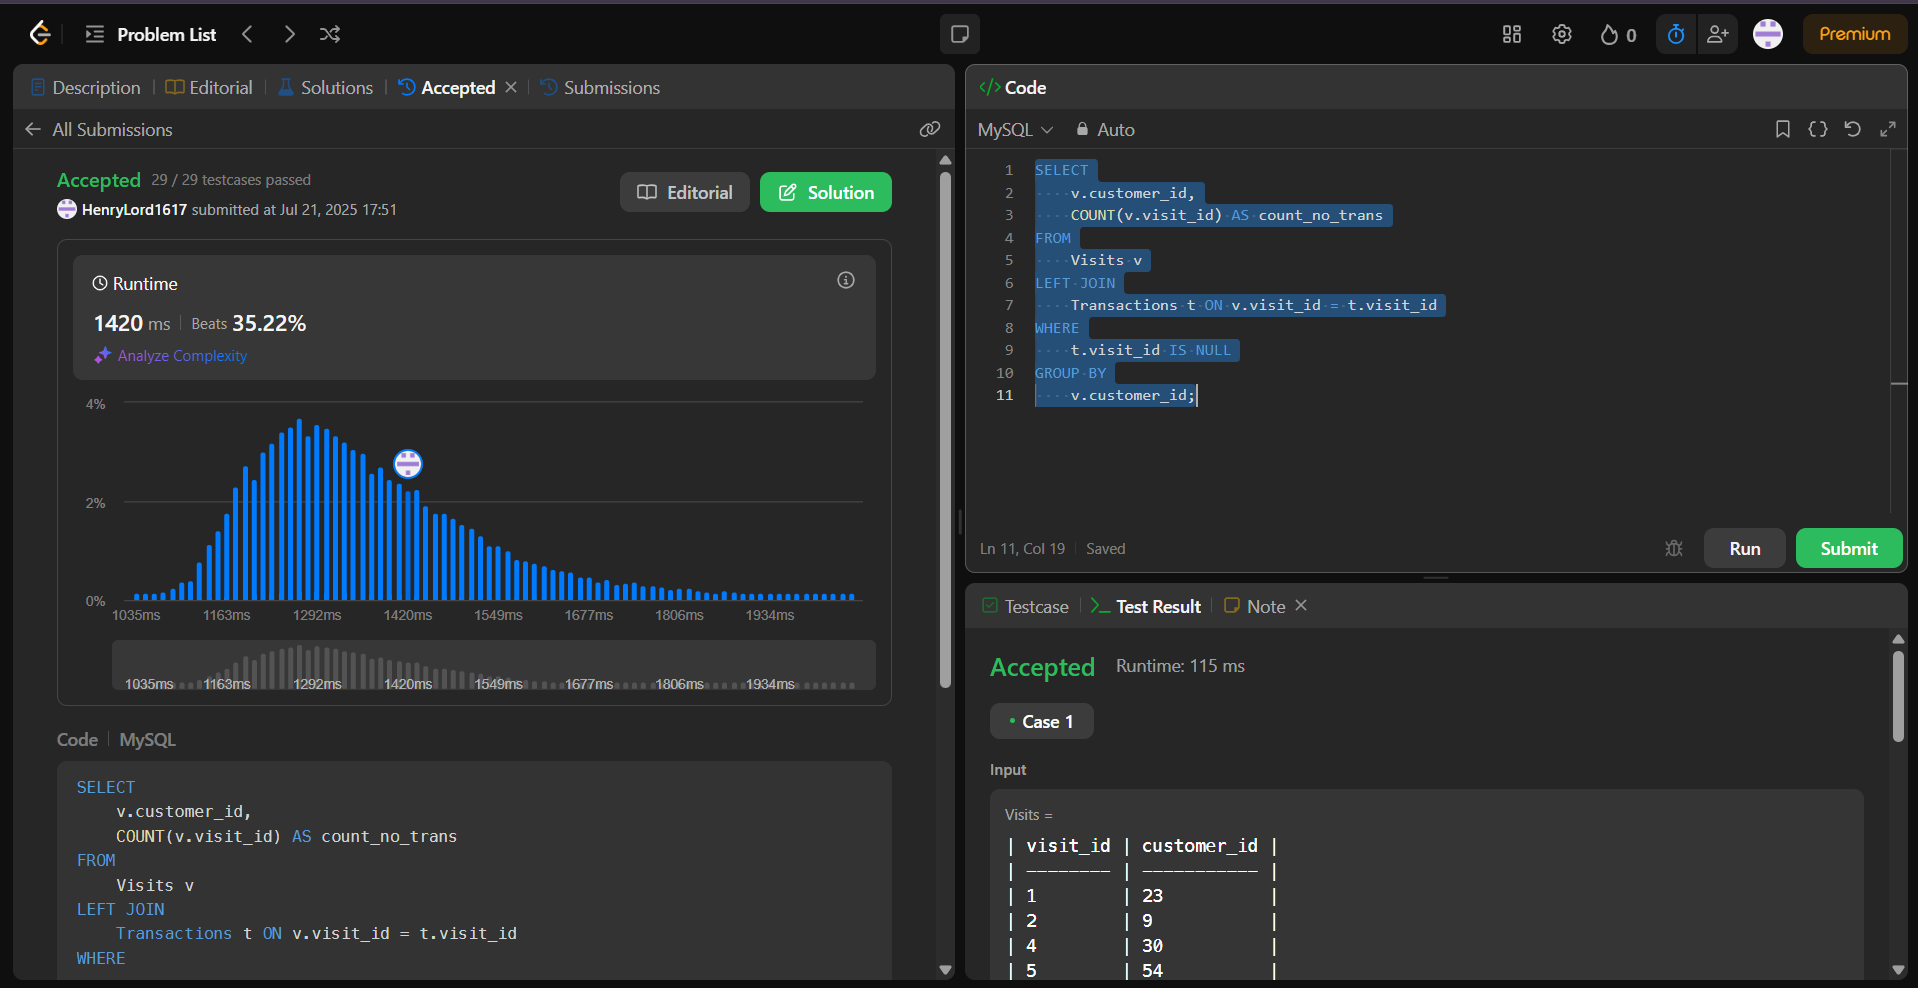 Problem List
0
Premium
Description
Editorial
Solutions
Accepted
Submissions
All Submissions
Accepted 29 / 29 testcases passed
HenryLord1617 submitted at Jul 21, 2025 17:51
Editorial
Solution
Runtime
1420 ms
Beats 35.22%
Analyze Complexity
4%
2%
0%
1035ms 1163ms 1292ms 1420ms 1549ms 1677ms 1806ms 1934ms
1035ms 1163ms 1292ms 1420ms 1549ms 1677ms 1806ms 1934ms
Code | MySQL
SELECT
    v.customer_id,
    COUNT(v.visit_id) AS count_no_trans
FROM
    Visits v
LEFT JOIN
    Transactions t ON v.visit_id = t.visit_id
WHERE
</> Code
MySQL
Auto
1 SELECT
2     v.customer_id,
3     COUNT(v.visit_id) AS count_no_trans
4 FROM
5     Visits v
6 LEFT JOIN
7     Transactions t ON v.visit_id = t.visit_id
8 WHERE
9     t.visit_id IS NULL
10 GROUP BY
11     v.customer_id;
Ln 11, Col 19 | Saved
Run
Submit
Testcase
Test Result
Note
Accepted Runtime: 115 ms
• Case 1
Input
Visits =
| visit_id | customer_id |
| -------- | ----------- |
| 1 | 23 |
| 2 | 9 |
| 4 | 30 |
| 5 | 54 |